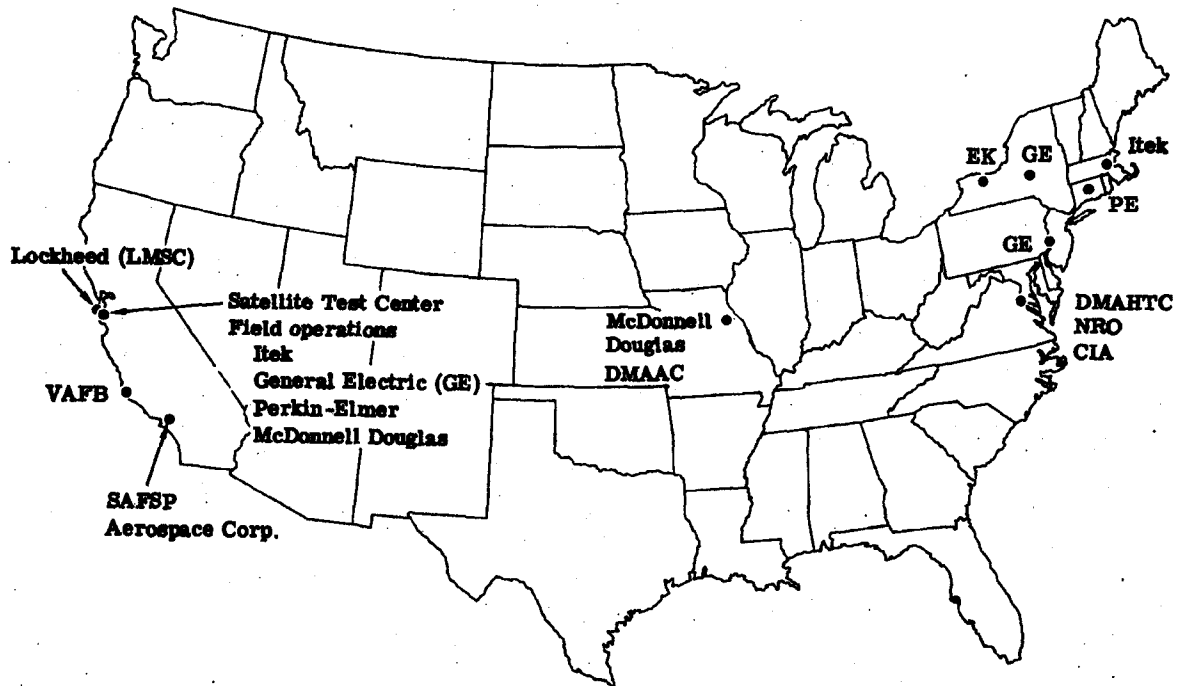 Itek
EK
GE
PE
GE
Lockheed (LMSC)
Satellite Test Center
Field operations
Itek
General Electric (GE)
Perkin-Elmer
McDonnell Douglas
McDonnell
Douglas
DMAAC
DMAHTC
NRO
CIA
VAFB
SAFSP
Aerospace Corp.